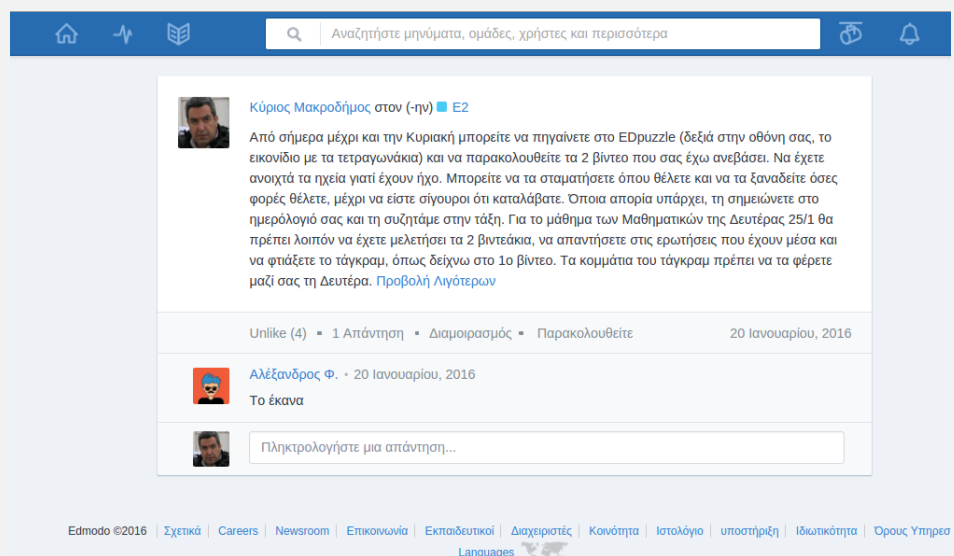 Αναζητήστε μηνύματα, ομάδες, χρήστες και περισσότερα
Κύριος Μακροδήμος στον (-ην) Ε2
Από σήμερα μέχρι και την Κυριακή μπορείτε να πηγαίνετε στο EDpuzzle (δεξιά στην οθόνη σας, το
εικονίδιο με τα τετραγωνάκια) και να παρακολουθείτε τα 2 βίντεο που σας έχω ανεβάσει. Να έχετε
ανοιχτά τα ηχεία γιατί έχουν ήχο. Μπορείτε να τα σταματήσετε όπου θέλετε και να τα ξαναδείτε όσες
φορές θέλετε, μέχρι να είστε σίγουροι ότι καταλάβατε. Όποια απορία υπάρχει, τη σημειώνετε στο
ημερόλογιό σας και τη συζητάμε στην τάξη. Για το μάθημα των Μαθηματικών της Δευτέρας 25/1 θα
πρέπει λοιπόν να έχετε μελετήσει τα 2 βιντεάκια, να απαντήσετε στις ερωτήσεις που έχουν μέσα και
να φτιάξετε το τάγκραμ, όπως δείχνω στο 1ο βίντεο. Τα κομμάτια του τάγκραμ πρέπει να τα φέρετε
μαζί σας τη Δευτέρα. Προβολή Λιγότερων
Unlike (4) ▪ 1 Απάντηση ▪ Διαμοιρασμός ▪ Παρακολουθείτε 20 Ιανουαρίου, 2016
Αλέξανδρος Φ. • 20 Ιανουαρίου, 2016
Το έκανα
Πληκτρολογήστε μια απάντηση...
Edmodo ©2016 | Σχετικά | Careers | Newsroom | Επικοινωνία | Εκπαιδευτικοί | Διαχειριστές | Κοινότητα | Ιστολόγιο | υποστήριξη | Ιδιωτικότητα | Όρους Υπηρεσ
Languages